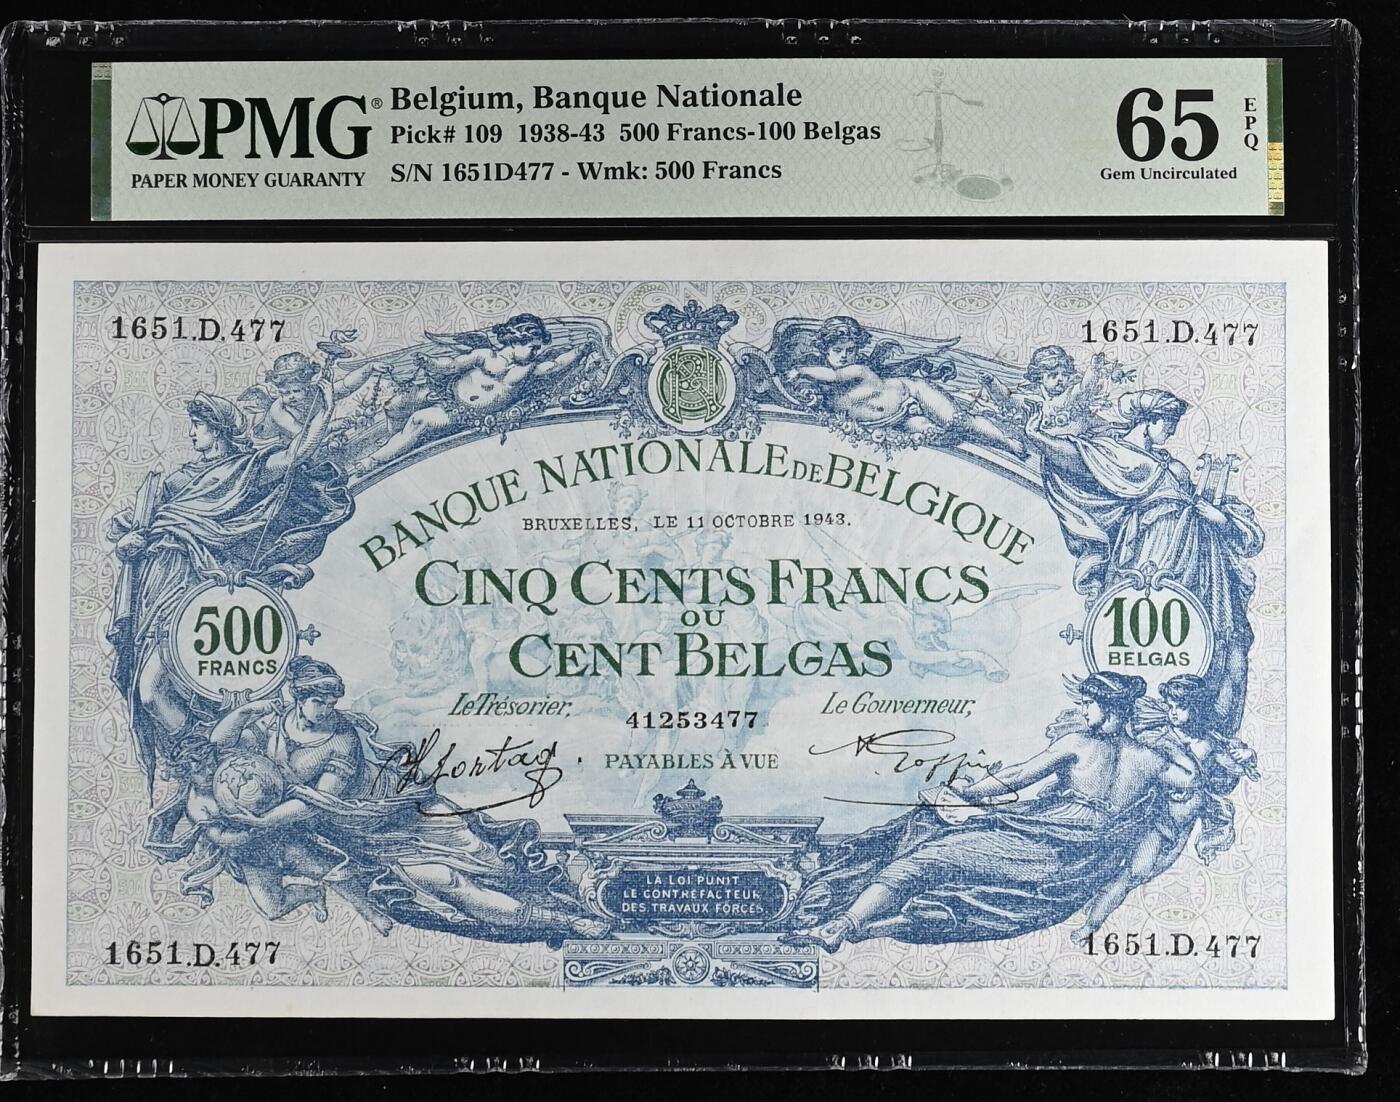 PMG®
PAPER MONEY GUARANTY
Belgium, Banque Nationale
Pick# 109 1938-43 500 Francs-100 Belgas
S/N 1651D477 - Wmk: 500 Francs
65
EPQ
Gem Uncirculated
1651.D.477
1651.D.477
BANQUE NATIONALE DE BELGIQUE
BRUXELLES, LE 11 OCTOBRE 1943.
CINQ CENTS FRANCS
OU
CENT BELGAS
500
FRANCS
100
BELGAS
Le Trésorier,
41253477
Le Gouverneur,
PAYABLES À VUE
LA LOI PUNIT
LE CONTREFACTEUR
DES TRAVAUX FORCÉS
1651.D.477
1651.D.477